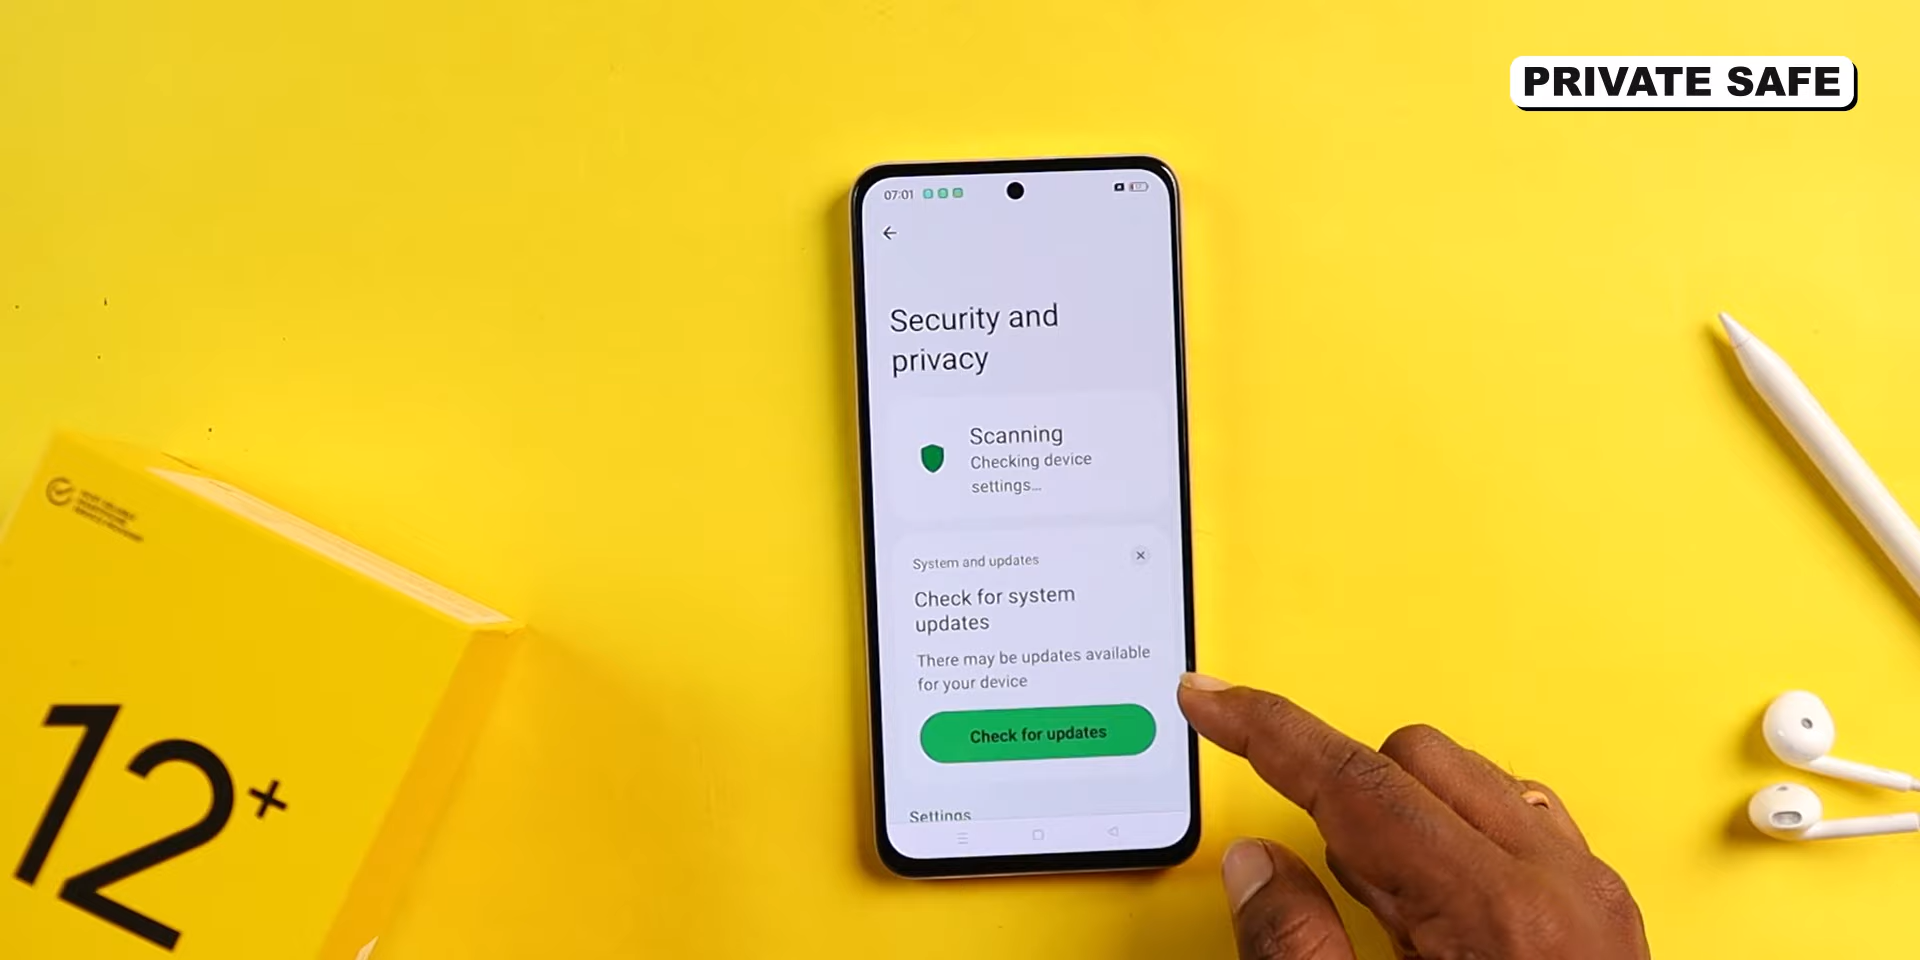 PRIVATE SAFE
07:01
Security and
privacy
Scanning
Checking device
settings...
System and updates
Check for system
updates
There may be updates available
for your device
Check for updates
Settings
12+